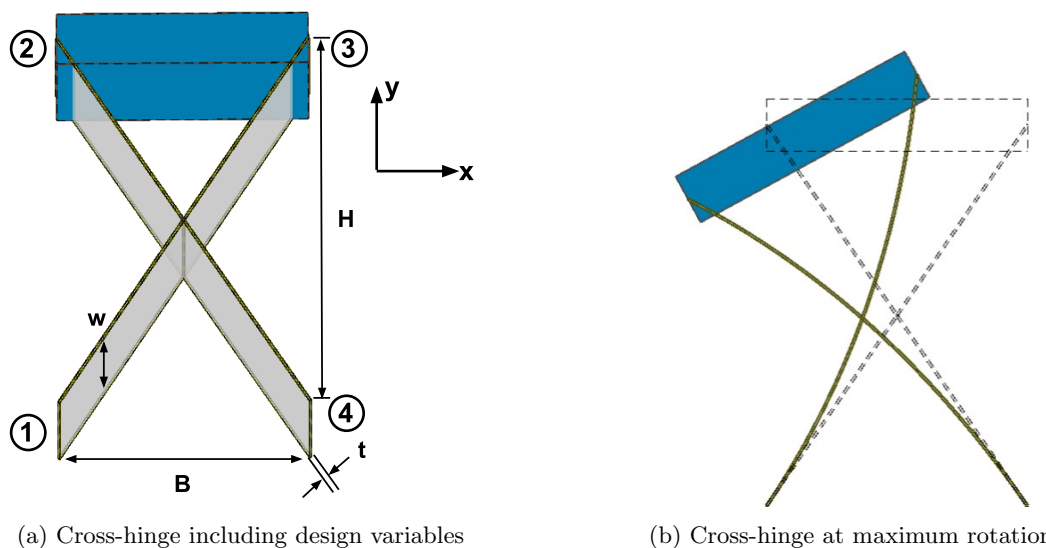 2
3
y
x
H
w
1
4
t
B
(a) Cross-hinge including design variables
(b) Cross-hinge at maximum rotation